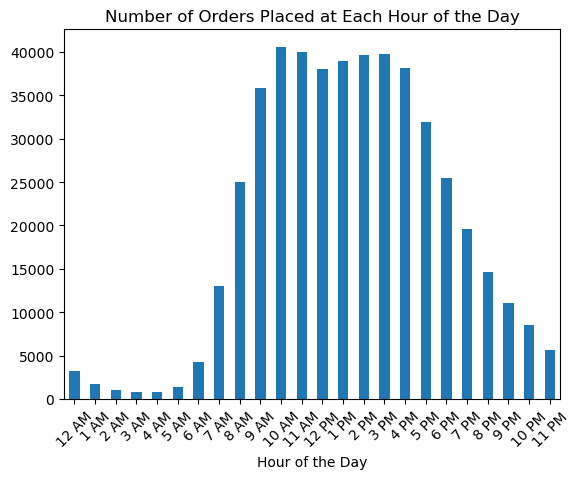 Number of Orders Placed at Each Hour of the Day
40000
35000
30000
25000
20000
15000
10000
5000
0
12 AM
1 AM
2 AM
3 AM
4 AM
5 AM
6 AM
7 AM
8 AM
9 AM
10 AM
11 AM
12 PM
1 PM
2 PM
3 PM
4 PM
5 PM
6 PM
7 PM
8 PM
9 PM
10 PM
11 PM
Hour of the Day